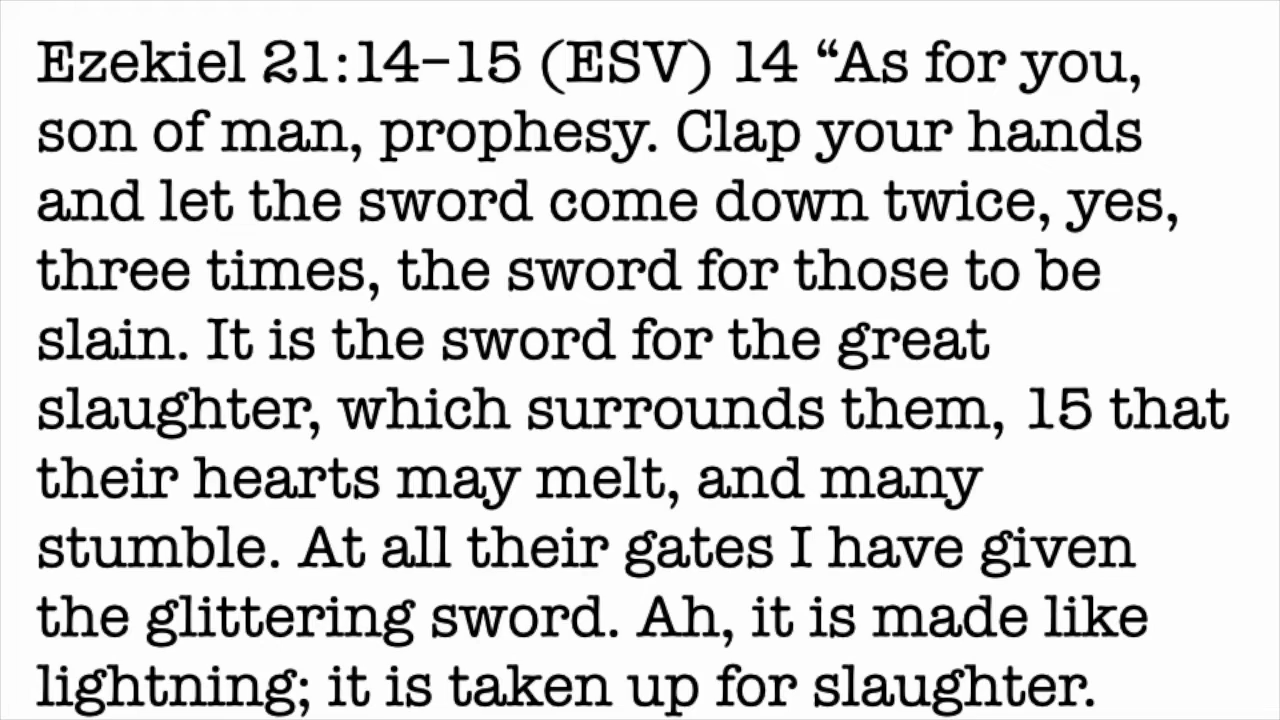 Ezekiel 21:14–15 (ESV) 14 “As for you,
son of man, prophesy. Clap your hands
and let the sword come down twice, yes,
three times, the sword for those to be
slain. It is the sword for the great
slaughter, which surrounds them, 15 that
their hearts may melt, and many
stumble. At all their gates I have given
the glittering sword. Ah, it is made like
lightning; it is taken up for slaughter.